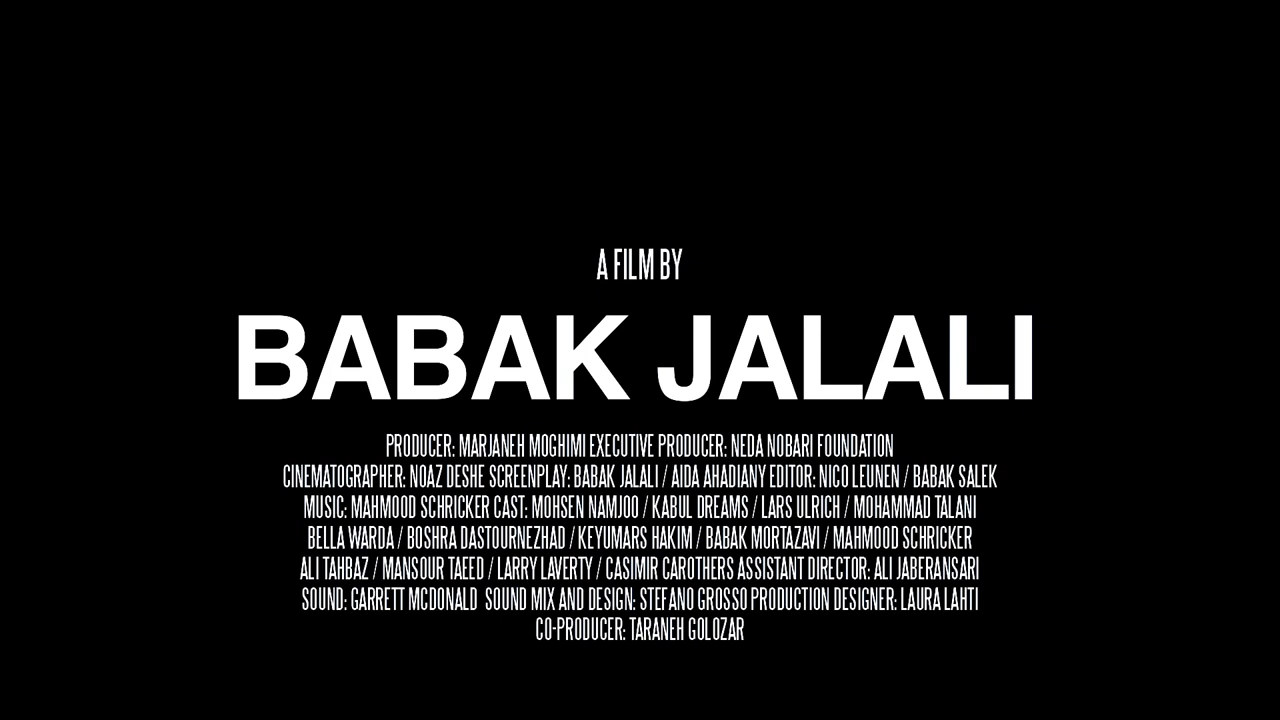 A FILM BY
BABAK JALALI
PRODUCER: MARJANEH MOGHIMI EXECUTIVE PRODUCER: NEDA NOBARI FOUNDATION
CINEMATOGRAPHER: NOAZ DESHE SCREENPLAY: BABAK JALALI / AIDA AHADIANY EDITOR: NICO LEUNEN / BABAK SALEK
MUSIC: MAHMOOD SCHRICKER CAST: MOHSEN NAMJOO / KABUL DREAMS / LARS ULRICH / MOHAMMAD TALANI
BELLA WARDA / BOSHRA DASTOURNEZHAD / KEYUMARS HAKIM / BABAK MORTAZAVI / MAHMOOD SCHRICKER
ALI TAHBAZ / MANSOUR TAEED / LARRY LAVERTY / CASIMIR CAROTHERS ASSISTANT DIRECTOR: ALI JABERANSARI
SOUND: GARRETT MCDONALD SOUND MIX AND DESIGN: STEFANO GROSSO PRODUCTION DESIGNER: LAURA LAHTI
CO-PRODUCER: TARANEH GOLOZAR